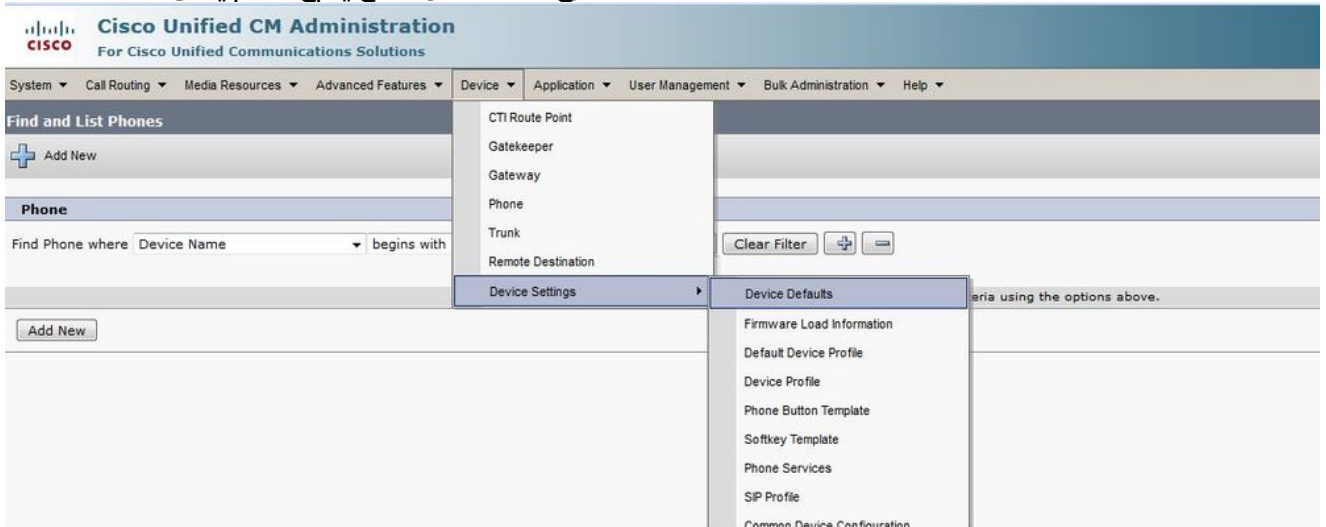 Cisco Unified CM Administration
CISCO
For Cisco Unified Communications Solutions
System Call Routing Media Resources Advanced Features Device Application User Management Bulk Administration Help
Find and List Phones
Add New
Phone
Find Phone where Device Name begins with Clear Filter
eria using the options above.
Add New
CTI Route Point
Gatekeeper
Gateway
Phone
Trunk
Remote Destination
Device Settings
Device Defaults
Firmware Load Information
Default Device Profile
Device Profile
Phone Button Template
Softkey Template
Phone Services
SIP Profile
Common Device Configuration